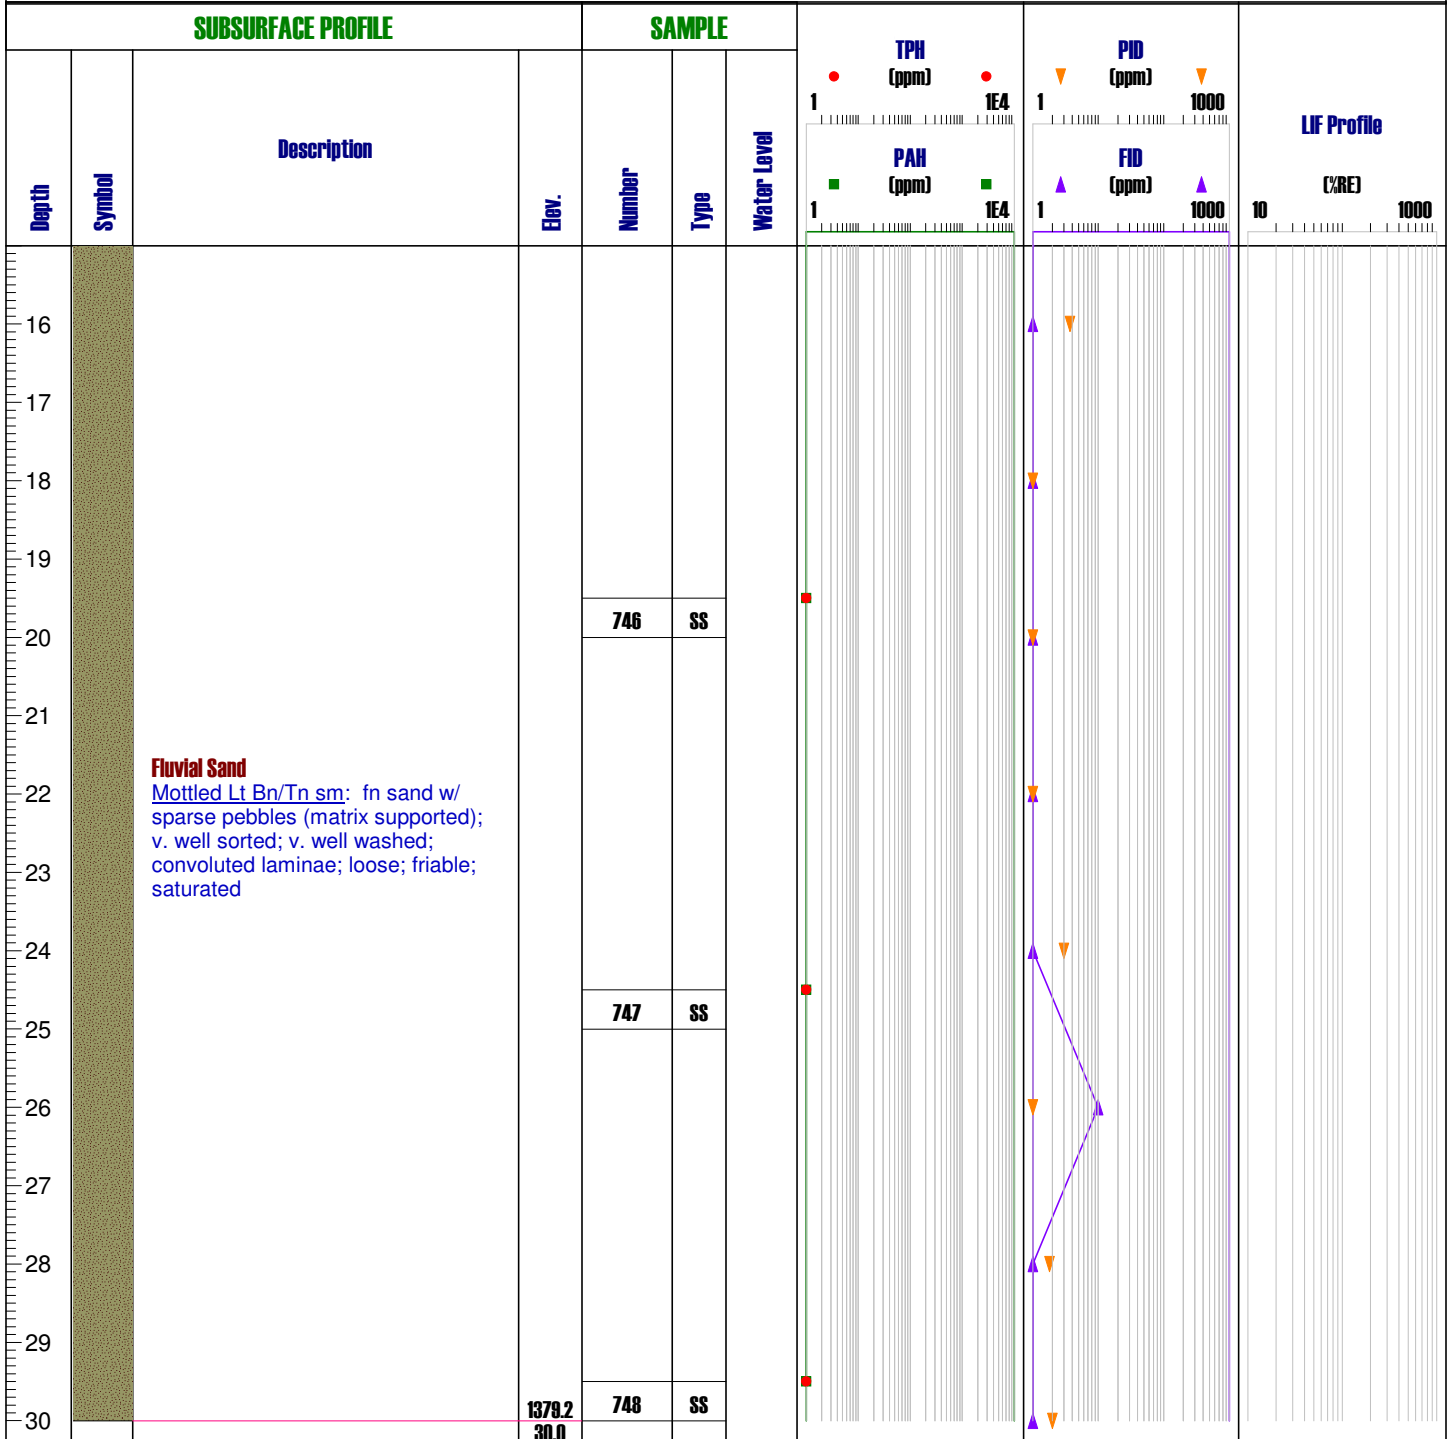 SUBSURFACE PROFILE
SAMPLE
Depth
Symbol
Description
Elev.
Number
Type
Water Level
TPH
(ppm)
1 1E4
PAH
(ppm)
1 1E4
PID
(ppm)
1 1000
FID
(ppm)
1 1000
LIF Profile
(%RE)
10 1000
16
17
18
19
746 SS
20
21
Fluvial Sand
22
Mottled Lt Bn/Tn sm: fn sand w/
sparse pebbles (matrix supported);
v. well sorted; v. well washed;
23
convoluted laminae; loose; friable;
saturated
24
747 SS
25
26
27
28
29
748 SS
30
1379.2
30.0